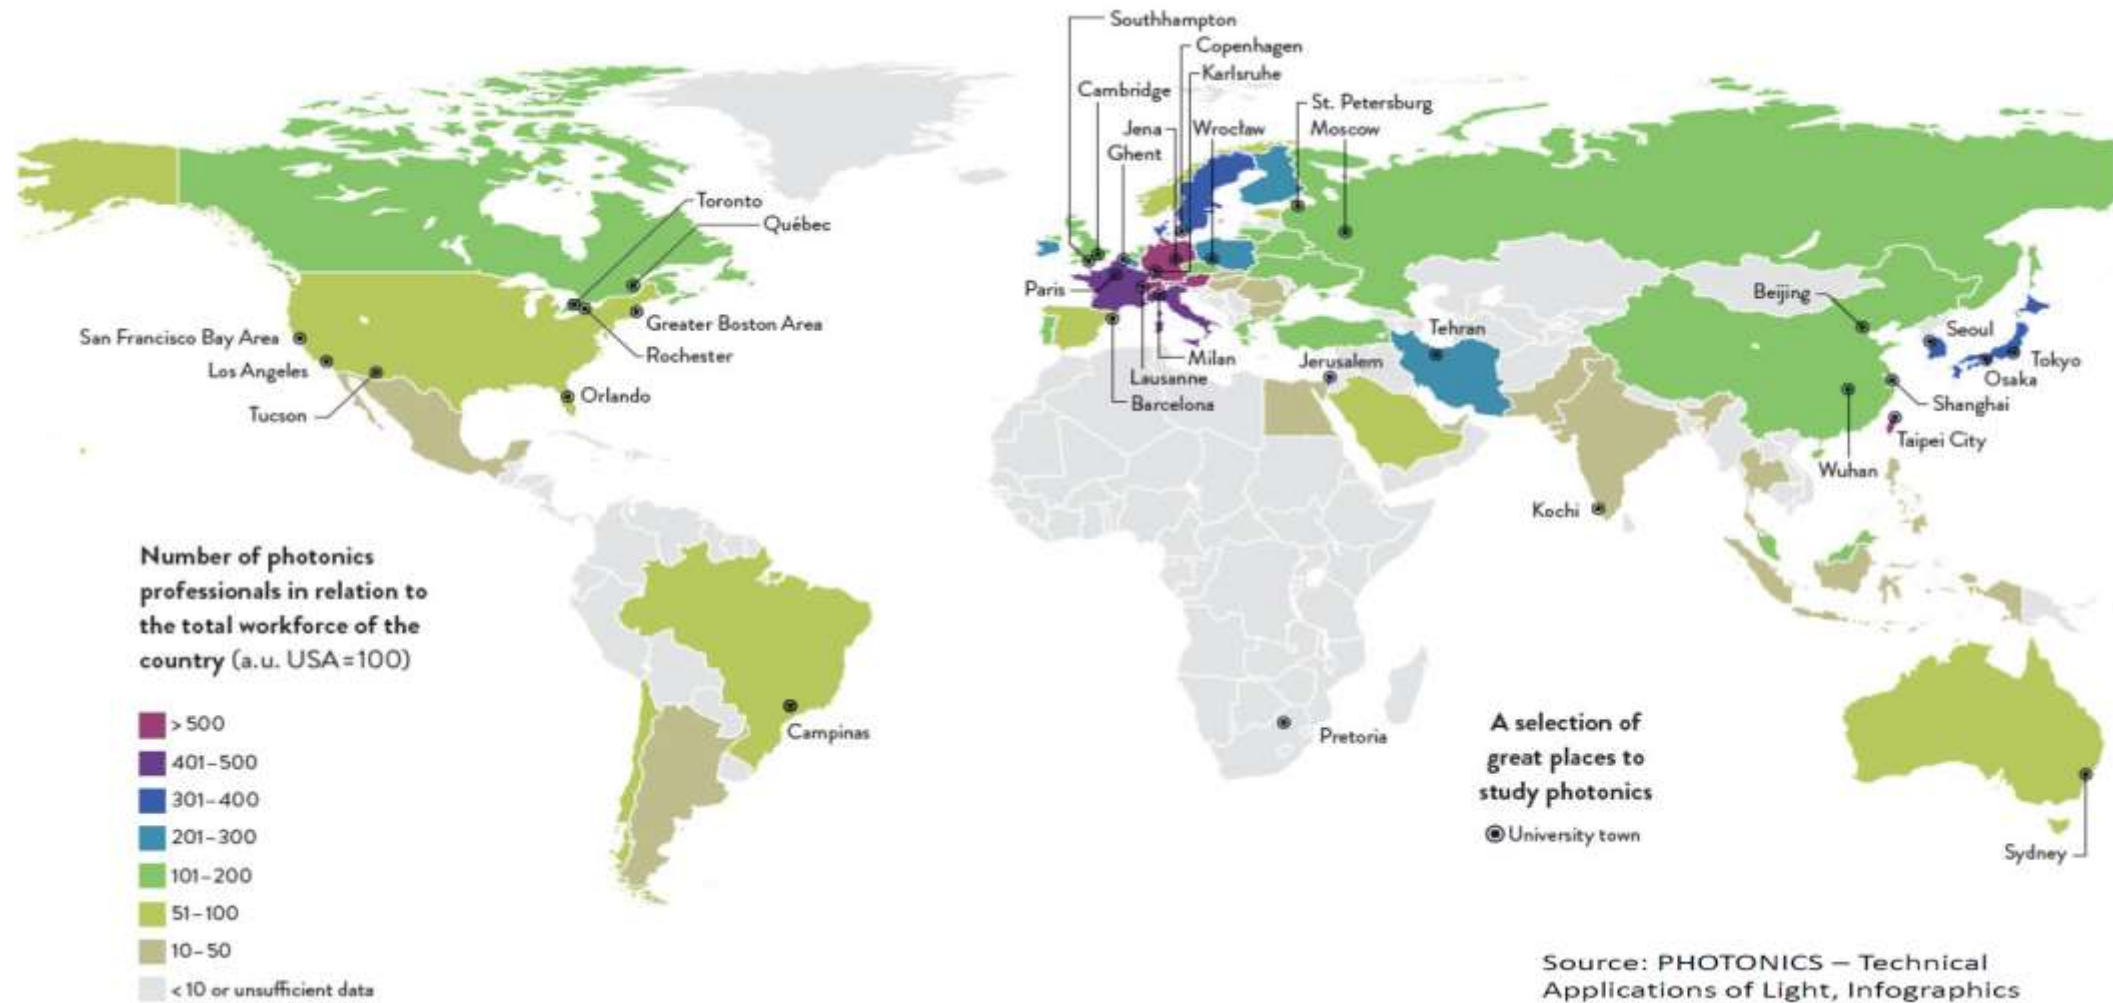 Southhampton
Copenhagen
Karlsruhe
Cambridge
St. Petersburg
Jena
Wrocław
Moscow
Ghent
Toronto
Québec
Paris
Beijing
San Francisco Bay Area
Greater Boston Area
Tehran
Seoul
Rochester
Milan
Jerusalem
Tokyo
Los Angeles
Lausanne
Osaka
Orlando
Barcelona
Shanghai
Tucson
Taipei City
Wuhan
Kochi
Number of photonics
professionals in relation to
the total workforce of the
country (a.u. USA=100)
> 500
401–500
301–400
201–300
101–200
51–100
10–50
< 10 or unsufficient data
Campinas
Pretoria
A selection of
great places to
study photonics
University town
Sydney
Source: PHOTONICS – Technical
Applications of Light, Infographics